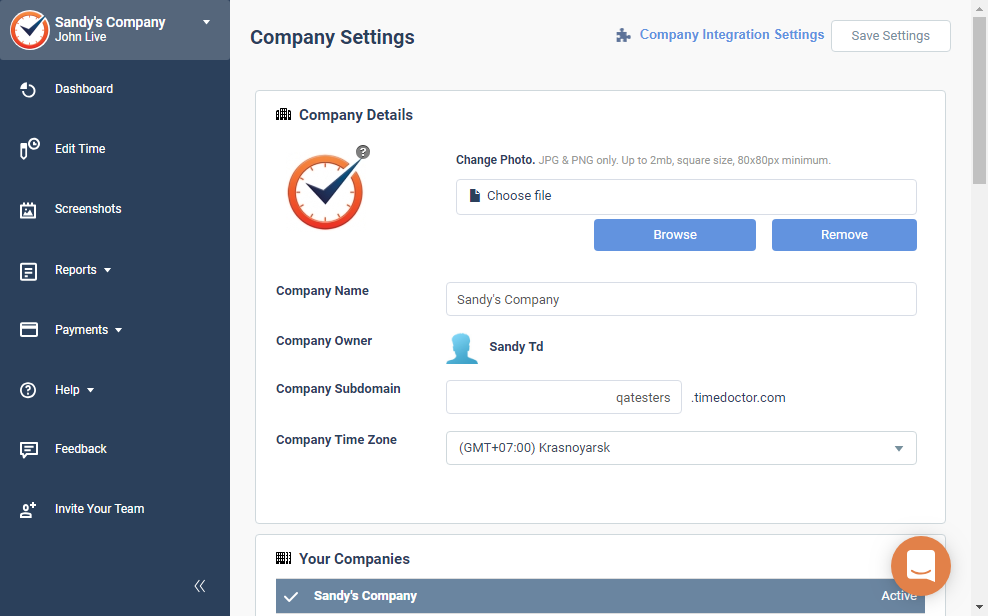 Sandy's Company
John Live
Dashboard
Edit Time
Screenshots
Reports
Payments
Help
Feedback
Invite Your Team
Company Settings
Company Integration Settings
Save Settings
Company Details
?
Change Photo. JPG & PNG only. Up to 2mb, square size, 80x80px minimum.
Choose file
Browse
Remove
Company Name
Sandy's Company
Company Owner
Sandy Td
Company Subdomain
qatesters .timedoctor.com
Company Time Zone
(GMT+07:00) Krasnoyarsk
Your Companies
Sandy's Company
Active